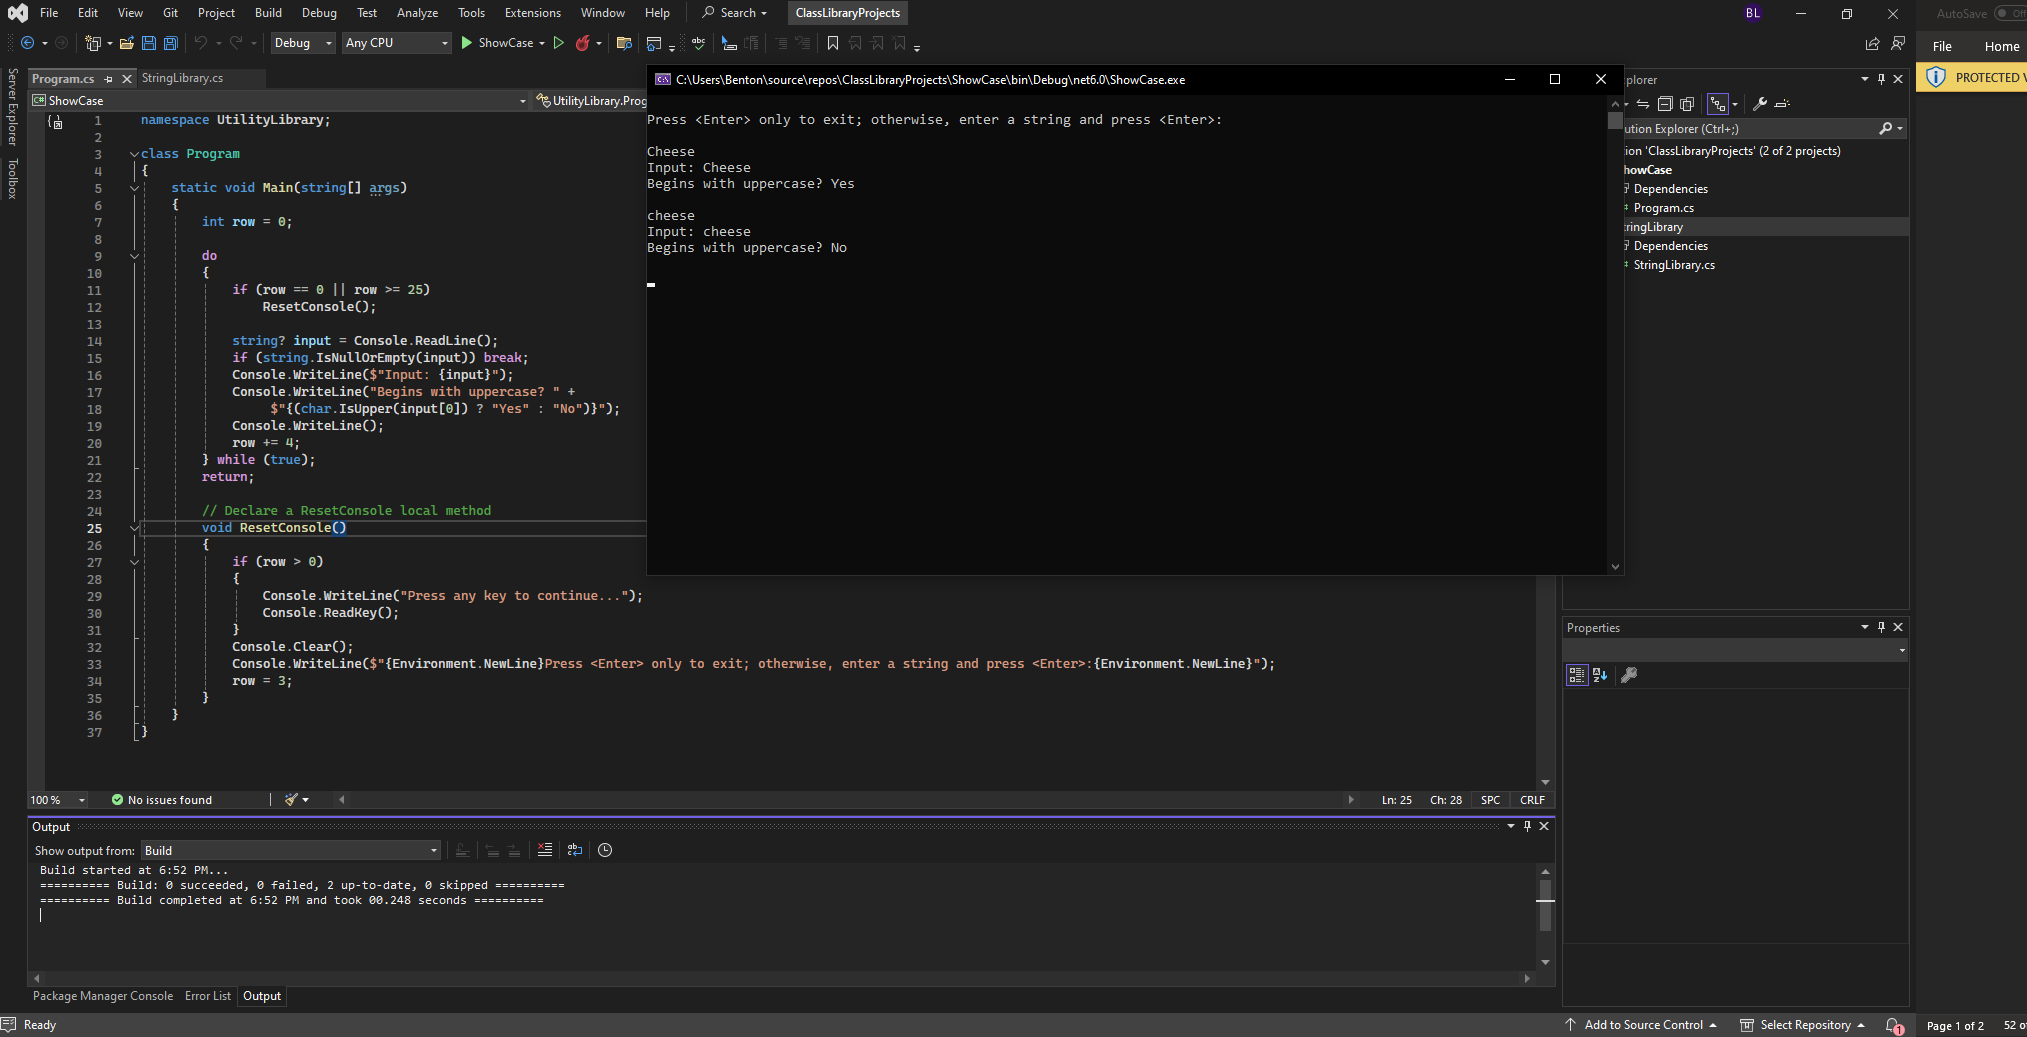 File Edit View Git Project Build Debug Test Analyze Tools Extensions Window Help Search ClassLibraryProjects BL
AutoSave Off
Debug Any CPU ShowCase
File Home
PROTECTED V
Server Explorer
Toolbox
Program.cs StringLibrary.cs
ShowCase UtilityLibrary.Prog
1 namespace UtilityLibrary;
2
3 class Program
4 {
5 static void Main(string[] args)
6 {
7 int row = 0;
8
9 do
10 {
11 if (row == 0 || row >= 25)
12 ResetConsole();
13
14 string? input = Console.ReadLine();
15 if (string.IsNullOrEmpty(input)) break;
16 Console.WriteLine($"Input: {input}");
17 Console.WriteLine("Begins with uppercase? " +
18 $"{(char.IsUpper(input[0]) ? "Yes" : "No")}");
19 Console.WriteLine();
20 row += 4;
21 } while (true);
22 return;
23
24 // Declare a ResetConsole local method
25 void ResetConsole()
26 {
27 if (row > 0)
28 {
29 Console.WriteLine("Press any key to continue...");
30 Console.ReadKey();
31 }
32 Console.Clear();
33 Console.WriteLine($"{Environment.NewLine}Press <Enter> only to exit; otherwise, enter a string and press <Enter>:{Environment.NewLine}");
34 row = 3;
35 }
36 }
37 }
C:\Users\Benton\source\repos\ClassLibraryProjects\ShowCase\bin\Debug\net6.0\ShowCase.exe
Press <Enter> only to exit; otherwise, enter a string and press <Enter>:
Cheese
Input: Cheese
Begins with uppercase? Yes
cheese
Input: cheese
Begins with uppercase? No
plorer
ution Explorer (Ctrl+;)
ion 'ClassLibraryProjects' (2 of 2 projects)
howCase
Dependencies
Program.cs
tringLibrary
Dependencies
StringLibrary.cs
Properties
100 % No issues found Ln: 25 Ch: 28 SPC CRLF
Output
Show output from: Build
Build started at 6:52 PM...
========== Build: 0 succeeded, 0 failed, 2 up-to-date, 0 skipped ==========
========== Build completed at 6:52 PM and took 00.248 seconds ==========
Package Manager Console Error List Output
Ready Add to Source Control Select Repository 1
Page 1 of 2 52 of